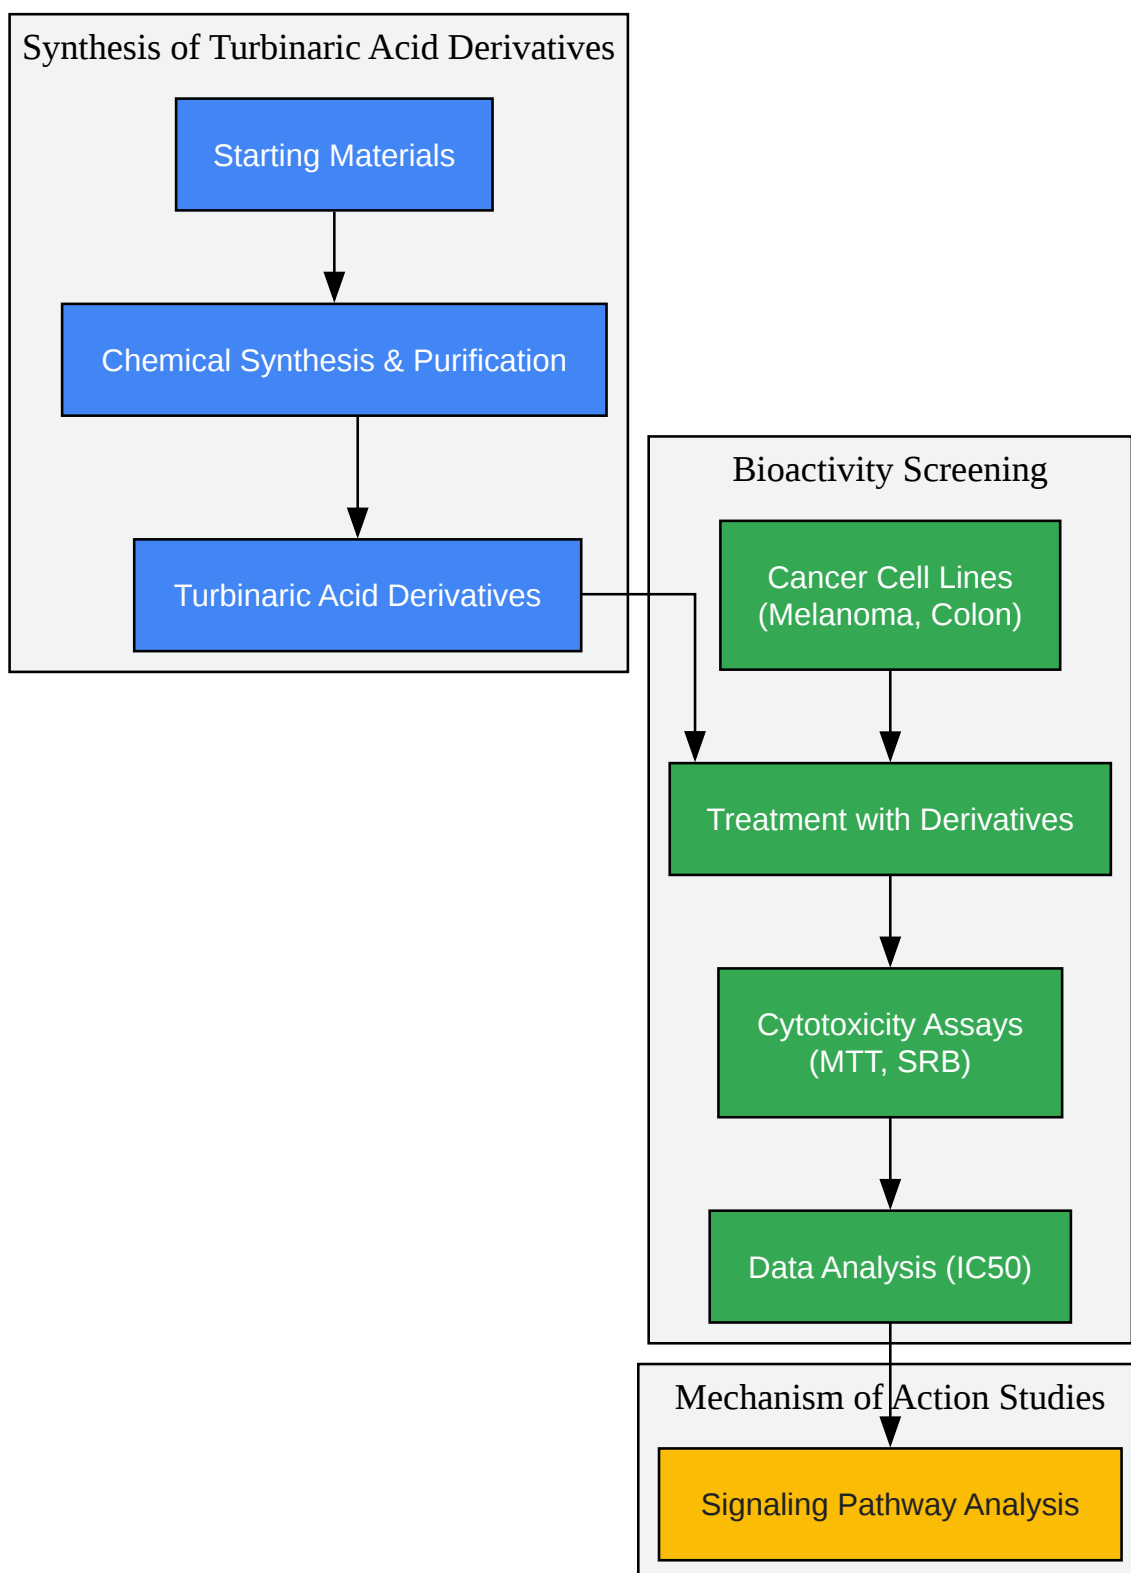 Synthesis of Turbinaric Acid Derivatives
Starting Materials
Chemical Synthesis & Purification
Turbinaric Acid Derivatives
Bioactivity Screening
Cancer Cell Lines
(Melanoma, Colon)
Treatment with Derivatives
Cytotoxicity Assays
(MTT, SRB)
Data Analysis (IC50)
Mechanism of Action Studies
Signaling Pathway Analysis